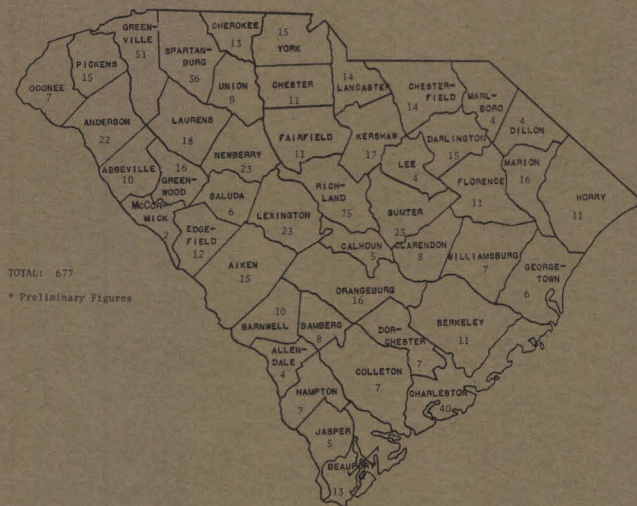 GREEN-
VILLE
51
CHEROKEE
13
15
YORK
SPARTAN-
BURG
36
PICKENS
15
OCONEE
7
UNION
9
CHESTER
11
14
LANCASTER
CHESTER-
FIELD
14
MARL-
BORO
4
4
DILLON
ANDERSON
22
LAURENS
18
NEWBERRY
23
FAIRFIELD
11
KERSHAW
17
LEE
4
DARLINGTON
15
MARION
16
ABBEVILLE
10
16
GREEN-
WOOD
FLORENCE
11
HORRY
11
McCOR-
MICK
2
SALUDA
6
LEXINGTON
23
RICH-
LAND
75
SUMTER
23
EDGE-
FIELD
12
CALHOUN
5
CLARENDON
8
WILLIAMSBURG
7
GEORGE-
TOWN
6
AIKEN
15
ORANGEBURG
16
TOTAL: 677
* Preliminary Figures
10
BARNWELL
BAMBERG
8
DOR-
CHESTER
7
BERKELEY
11
ALLEN-
DALE
4
COLLETON
7
HAMPTON
7
CHARLESTON
40
JASPER
5
BEAUFORT
13